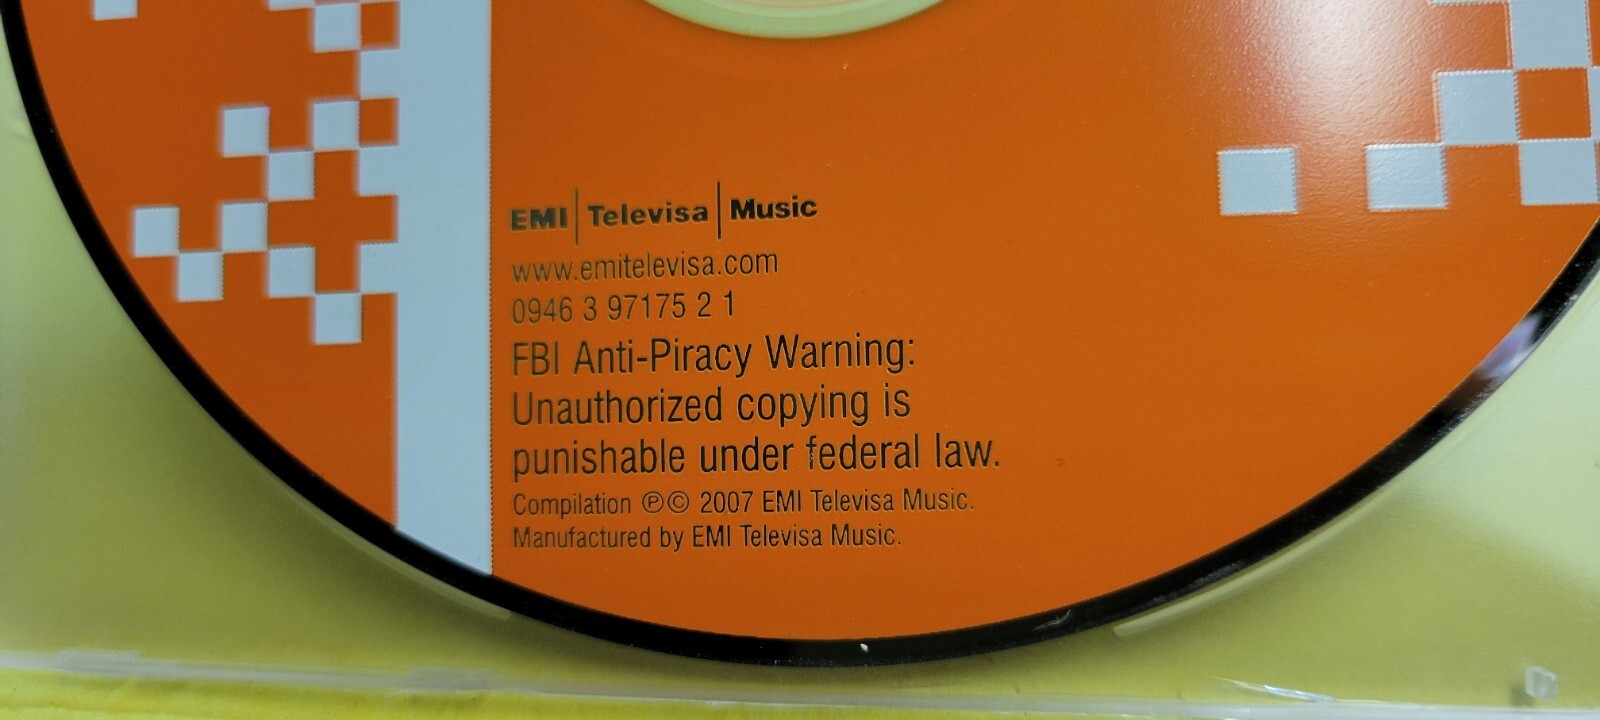 EMI | Televisa | Music
www.emitelevisa.com
0946 3 97175 2 1
FBI Anti-Piracy Warning:
Unauthorized copying is
punishable under federal law.
Compilation ℗© 2007 EMI Televisa Music.
Manufactured by EMI Televisa Music.